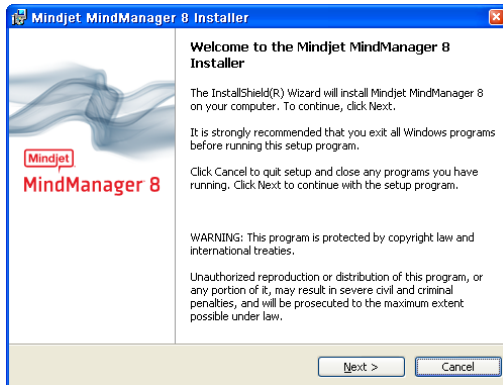 Mindjet MindManager 8 Installer
Welcome to the Mindjet MindManager 8
Installer
The InstallShield(R) Wizard will install Mindjet MindManager 8
on your computer. To continue, click Next.
It is strongly recommended that you exit all Windows programs
before running this setup program.
Click Cancel to quit setup and close any programs you have
running. Click Next to continue with the setup program.
Mindjet
MindManager 8
WARNING: This program is protected by copyright law and
international treaties.
Unauthorized reproduction or distribution of this program, or
any portion of it, may result in severe civil and criminal
penalties, and will be prosecuted to the maximum extent
possible under law.
Next >
Cancel